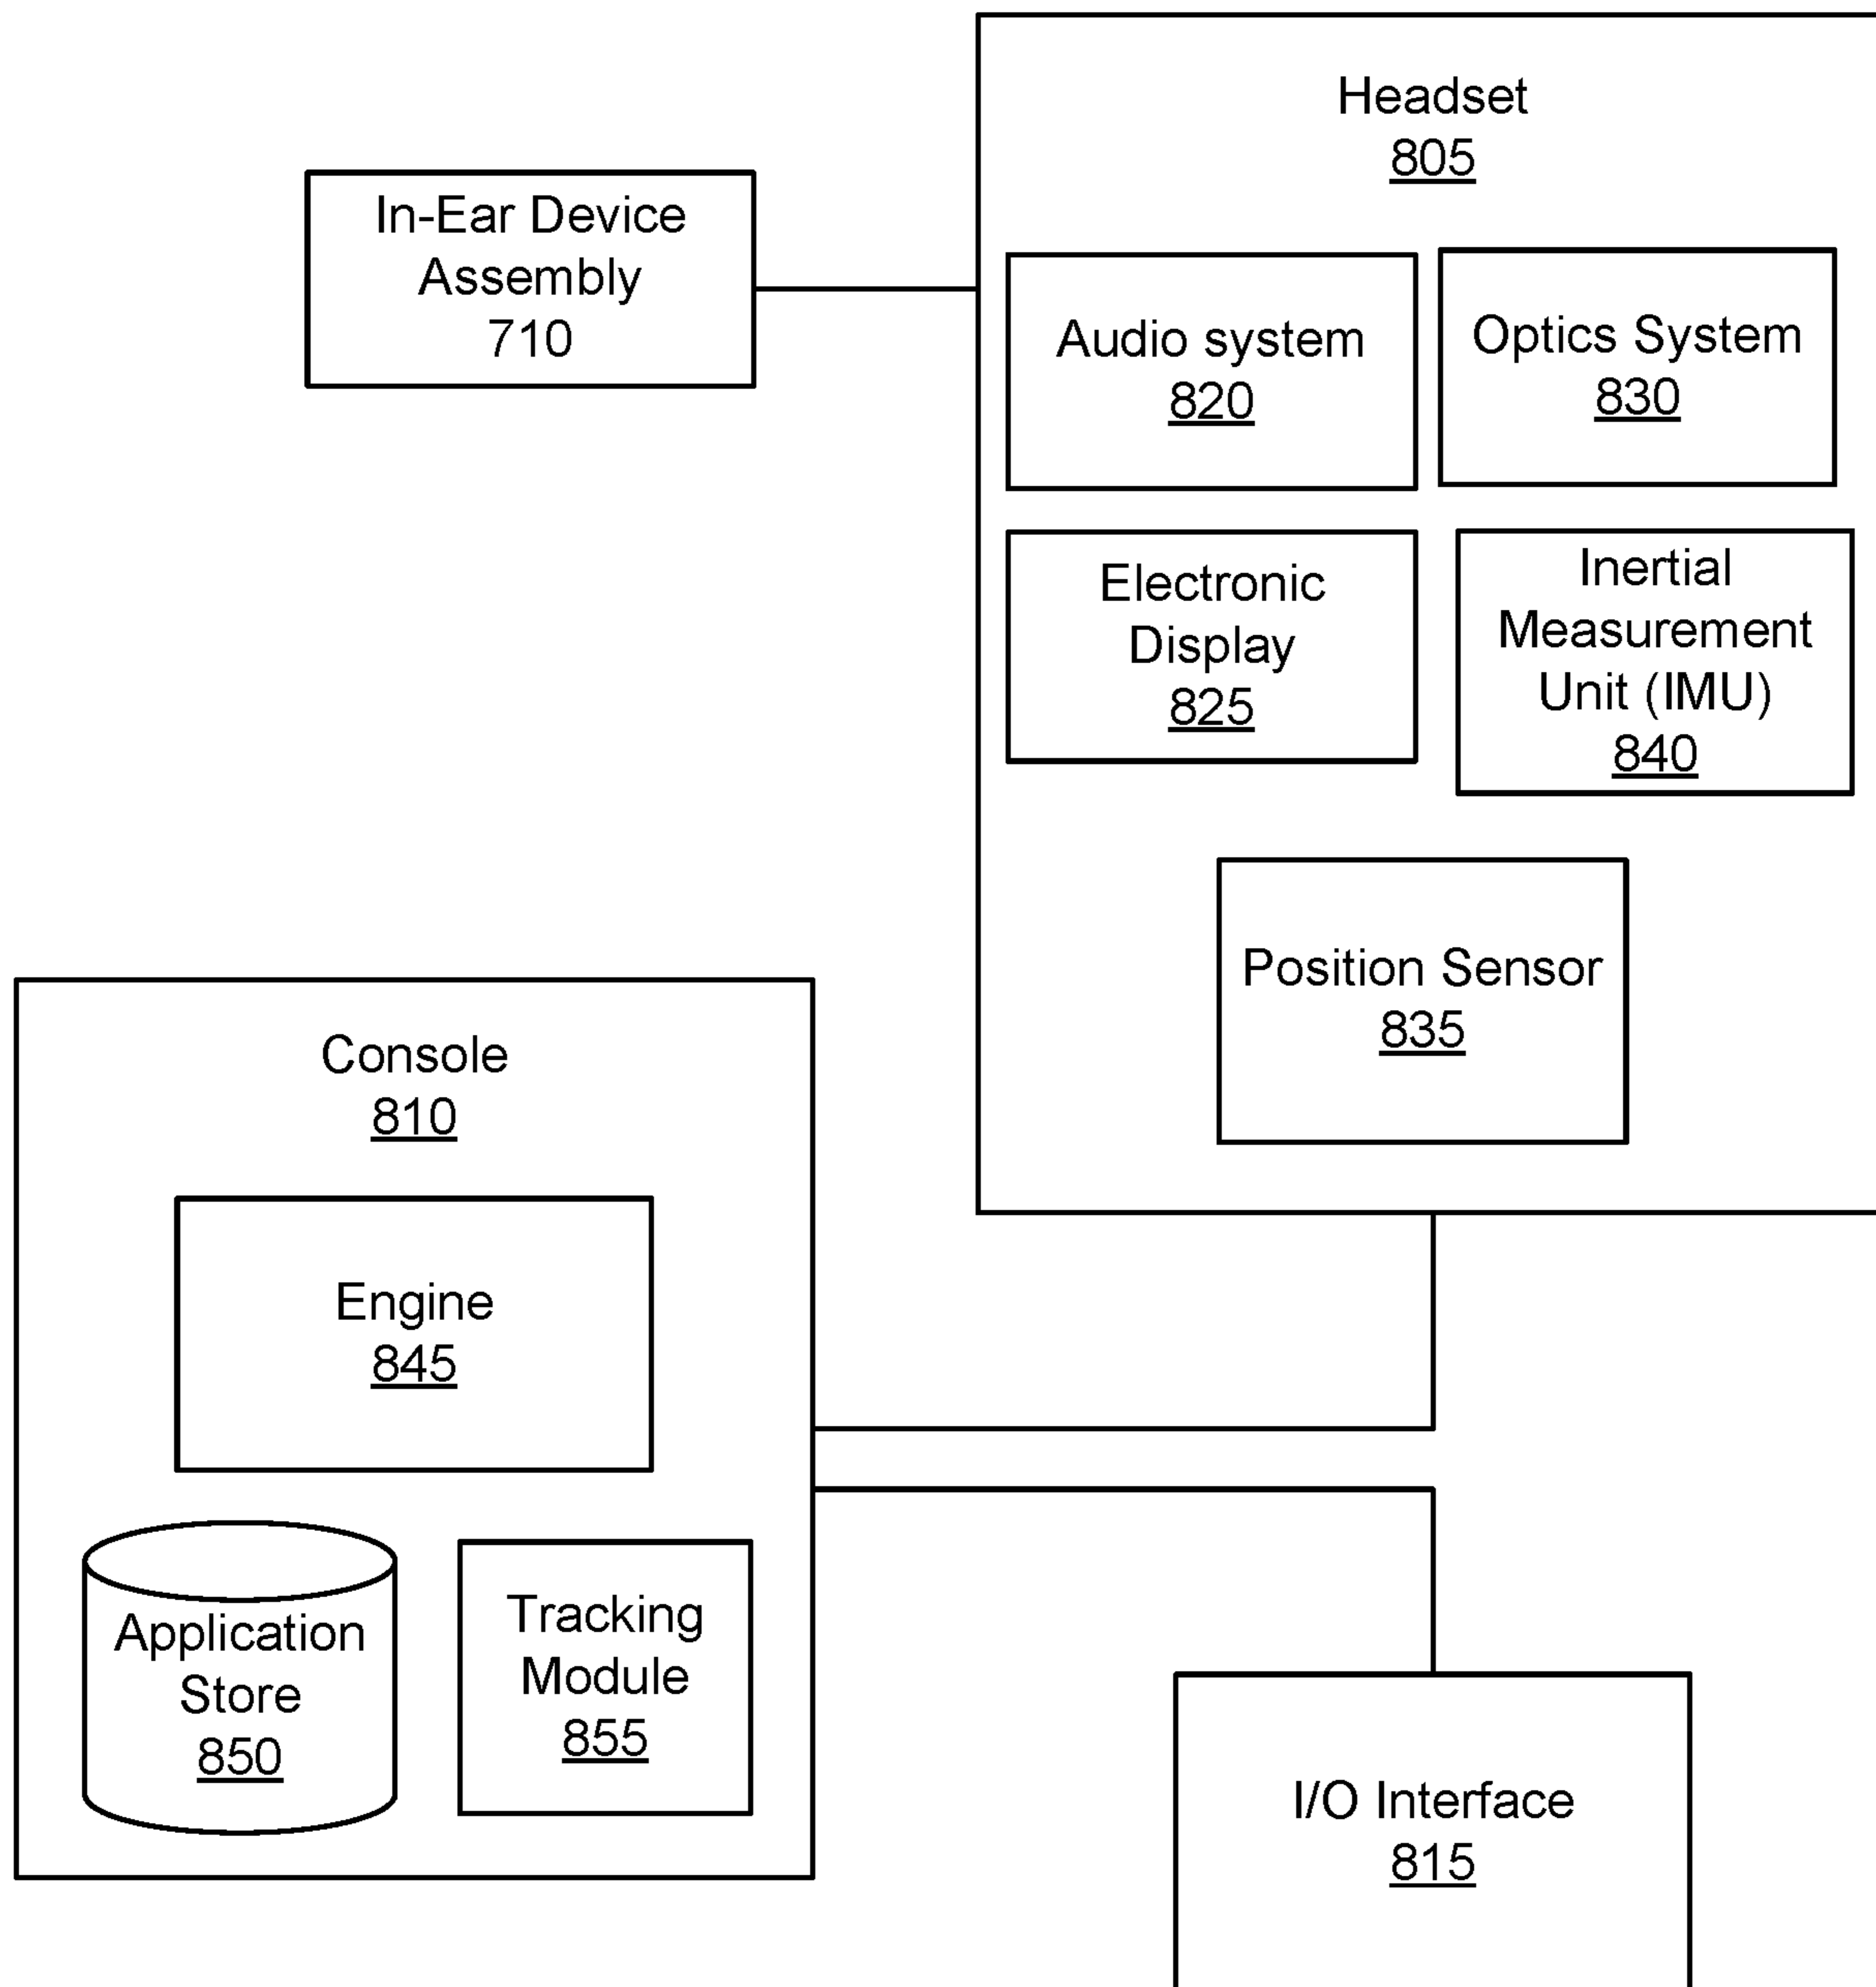 Headset
805
In-Ear Device
Assembly
710
Audio system
820
Optics System
830
Electronic
Display
825
Inertial
Measurement
Unit (IMU)
840
Position Sensor
835
Console
810
Engine
845
Application
Store
850
Tracking
Module
855
I/O Interface
815